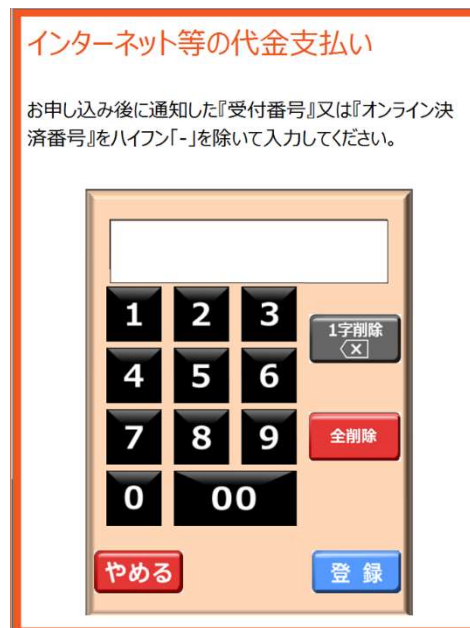 インターネット等の代金支払い
お申し込み後に通知した『受付番号』又は『オンライン決
済番号』をハイフン「-」を除いて入力してください。
1 2 3
1字削除
4 5 6
7 8 9
全削除
0 00
やめる
登 録